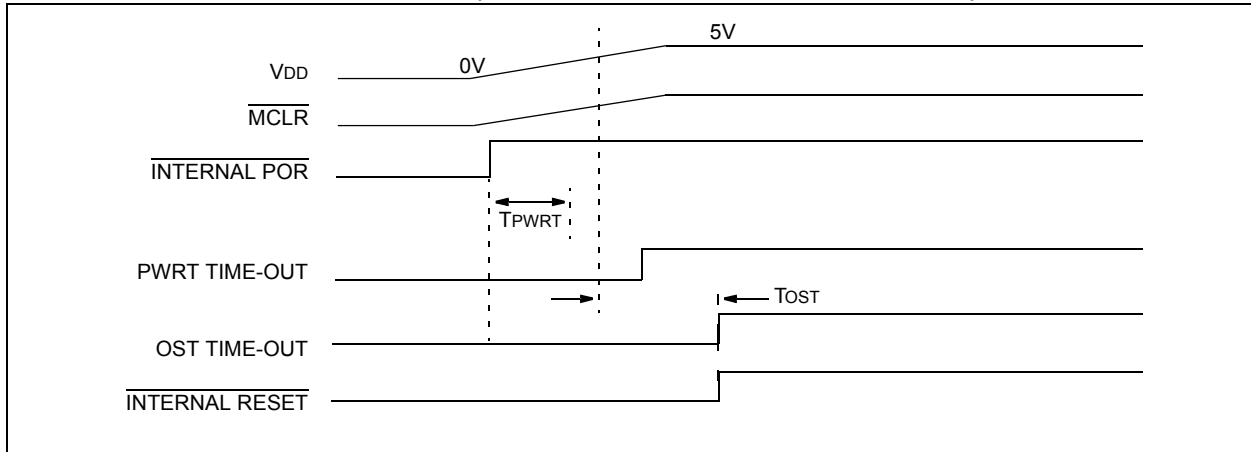 5V
VDD
0V
MCLR
INTERNAL POR
TPWRT
PWRT TIME-OUT
TOST
OST TIME-OUT
INTERNAL RESET